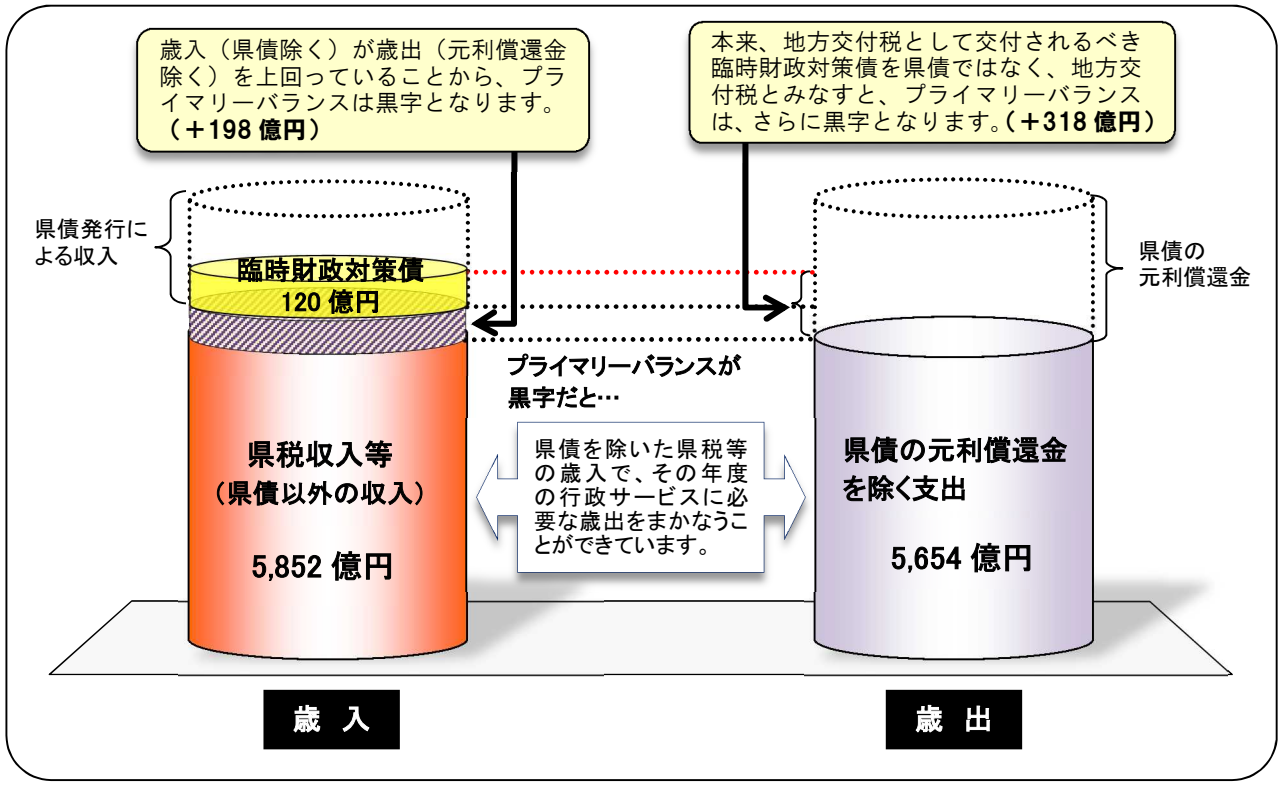 歳入（県債除く）が歳出（元利償還金
除く）を上回っていることから、プラ
イマリーバランスは黒字となります。
（＋198 億円）
本来、地方交付税として交付されるべき
臨時財政対策債を県債ではなく、地方交
付税とみなすと、プライマリーバランス
は、さらに黒字となります。（＋318 億円）
県債発行に
よる収入
臨時財政対策債
120 億円
県債の
元利償還金
プライマリーバランスが
黒字だと…
県税収入等
（県債以外の収入）
5,852 億円
県債を除いた県税等
の歳入で、その年度
の行政サービスに必
要な歳出をまかなうこ
とができています。
県債の元利償還金
を除く支出
5,654 億円
歳 入
歳 出